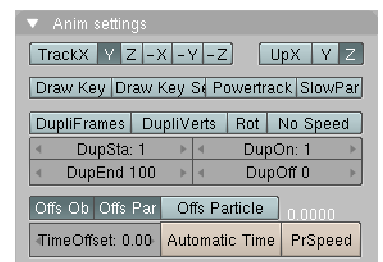 Anim settings
TrackX Y Z -X -Y -Z UpX Y Z
Draw Key Draw Key Se Powertrack SlowPar
DupliFrames DupliVerts Rot No Speed
DupSta: 1 DupOn: 1
DupEnd 100 DupOff 0
Offs Ob Offs Par Offs Particle 0.0000
TimeOffset: 0.00 Automatic Time PrSpeed